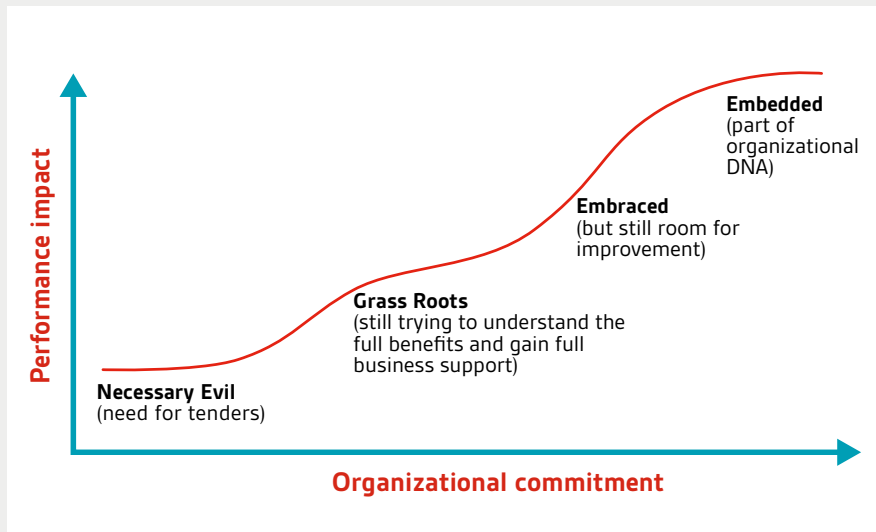 Performance impact
Embedded
(part of
organizational
DNA)
Embraced
(but still room for
improvement)
Grass Roots
(still trying to understand the
full benefits and gain full
business support)
Necessary Evil
(need for tenders)
Organizational commitment